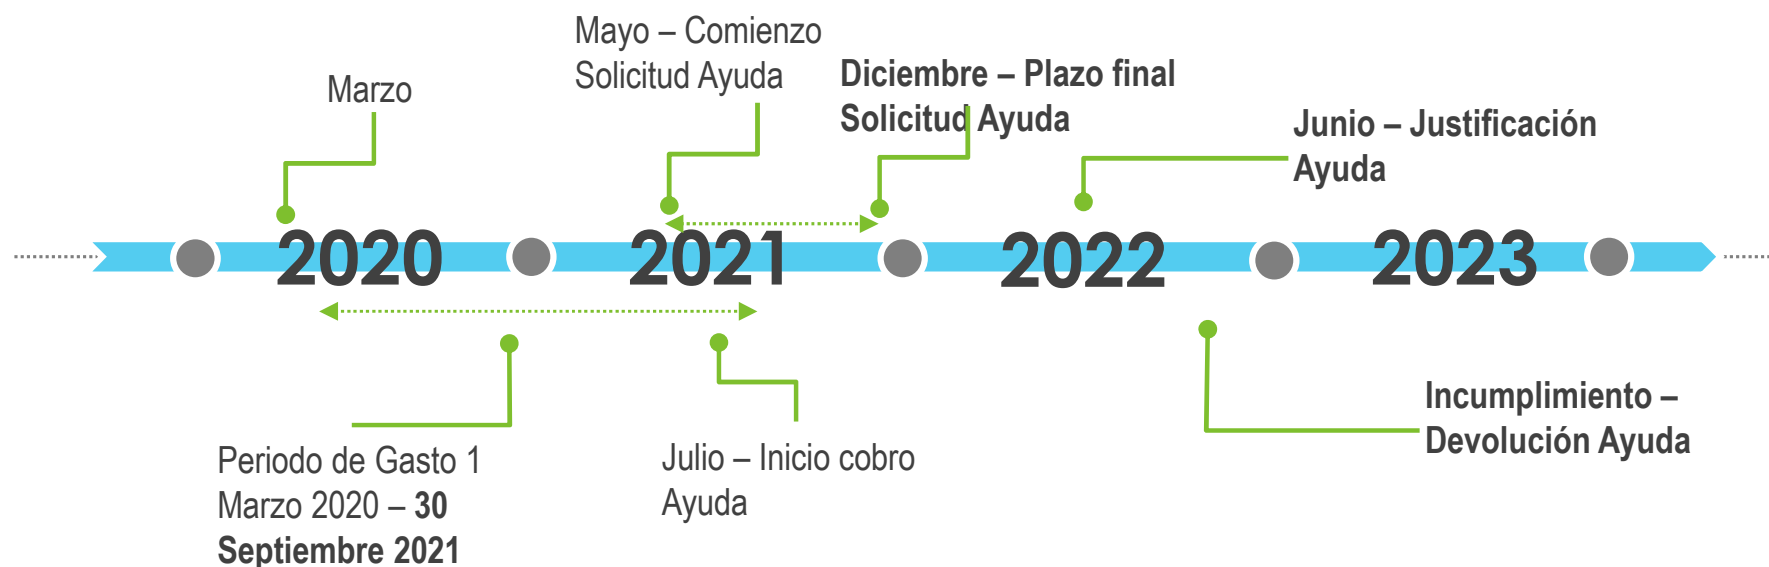 Mayo – Comienzo
Solicitud Ayuda
Diciembre – Plazo final
Solicitud Ayuda
Marzo
Junio – Justificación
Ayuda
2020
2021
2022
2023
Periodo de Gasto 1
Marzo 2020 – 30
Septiembre 2021
Julio – Inicio cobro
Ayuda
Incumplimiento –
Devolución Ayuda